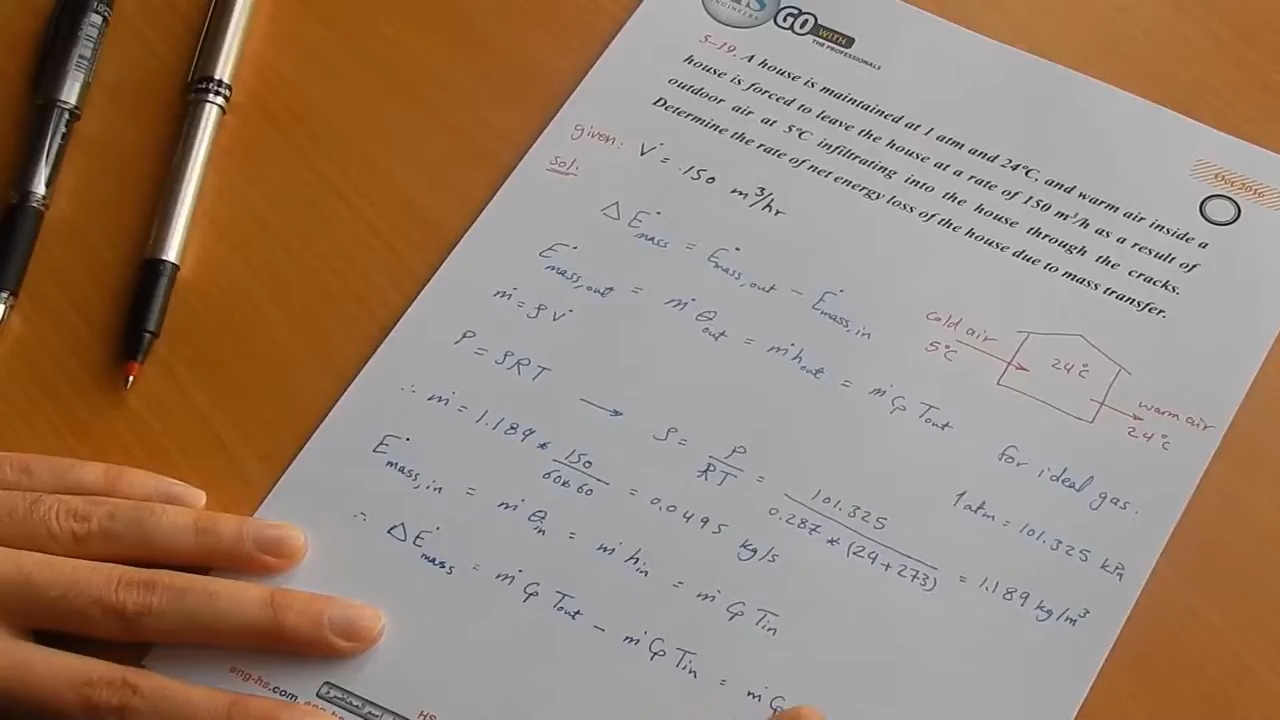 ENGINEERS
GO WITH
THE PROFESSIONALS
5-19. A house is maintained at 1 atm and 24°C, and warm air inside a
house is forced to leave the house at a rate of 150 m³/h as a result of
outdoor air at 5°C infiltrating into the house through the cracks.
Determine the rate of net energy loss of the house due to mass transfer.
given: V̇ = 150 m³/hr
Sol.
ΔĖmass = Ėmass,out - Ėmass,in
Ėmass,out = ṁ θout = ṁ hout = ṁ Cp Tout
for ideal gas.
ṁ = ρ V̇
P = ρRT → ρ = P/RT = 101.325/0.287 * (24+273) = 1.189 kg/m³
1 atm = 101.325 kPa
∴ ṁ = 1.189 * 150/60*60 = 0.0495 kg/s
Ėmass,in = ṁ θin = ṁ hin = ṁ Cp Tin
∴ ΔĖmass = ṁ Cp Tout - ṁ Cp Tin = ṁ C
cold air
5°C
24°C
warm air
24°C
eng-hs.com, eng-hs
HS